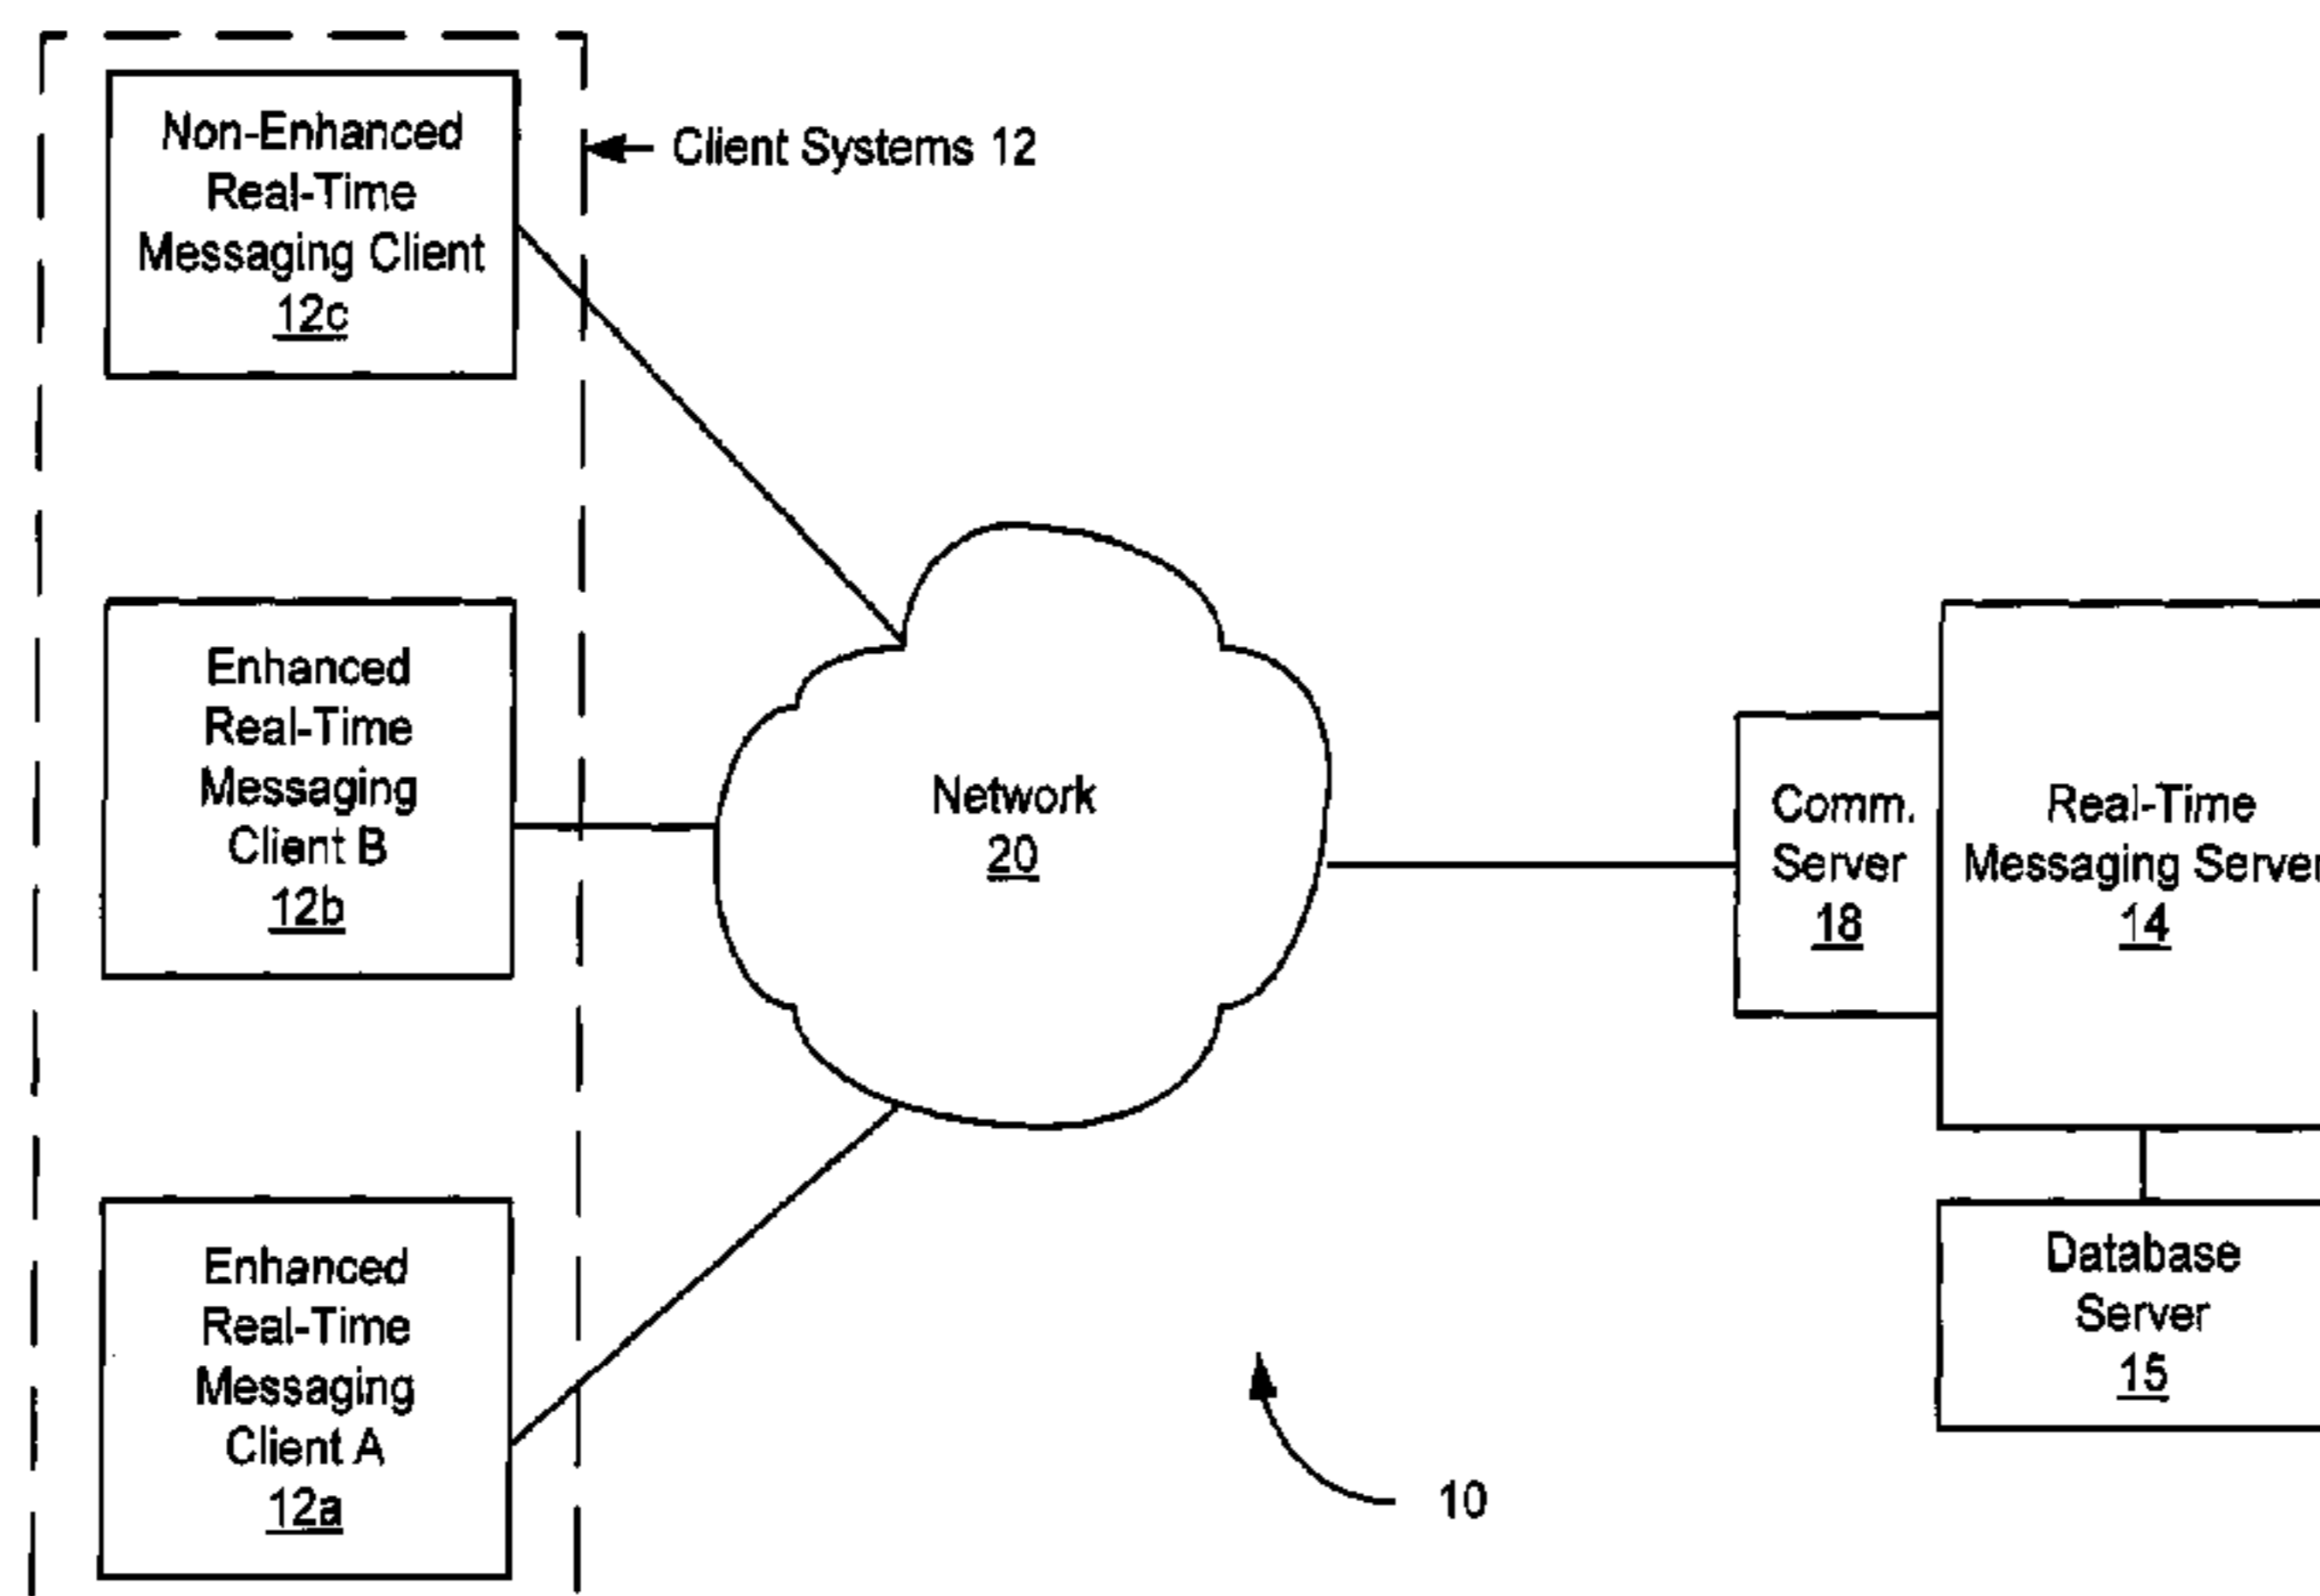 Non-Enhanced
Real-Time
Messaging Client
12c
Client Systems 12
Enhanced
Real-Time
Messaging
Client B
12b
Network
20
Comm.
Server
18
Real-Time
Messaging Server
14
Enhanced
Real-Time
Messaging
Client A
12a
Database
Server
15
10